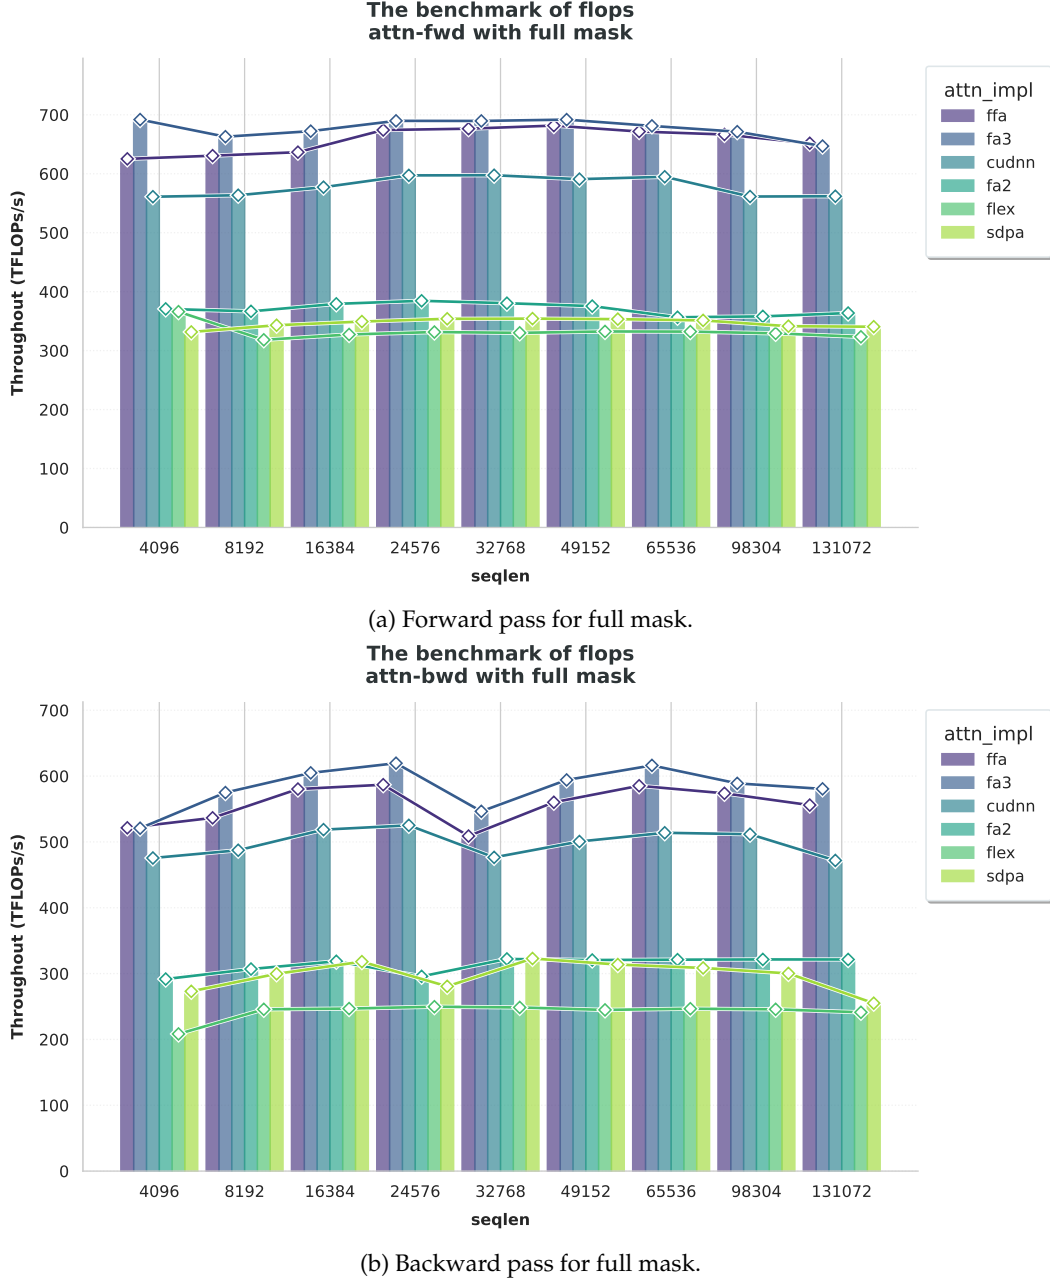 The benchmark of flops
attn-fwd with full mask
Throughout (TFLOPs/s)
700
600
500
400
300
200
100
0
4096 8192 16384 24576 32768 49152 65536 98304 131072
seqlen
attn_impl
ffa
fa3
cudnn
fa2
flex
sdpa
(a) Forward pass for full mask.
The benchmark of flops
attn-bwd with full mask
Throughout (TFLOPs/s)
700
600
500
400
300
200
100
0
4096 8192 16384 24576 32768 49152 65536 98304 131072
seqlen
attn_impl
ffa
fa3
cudnn
fa2
flex
sdpa
(b) Backward pass for full mask.